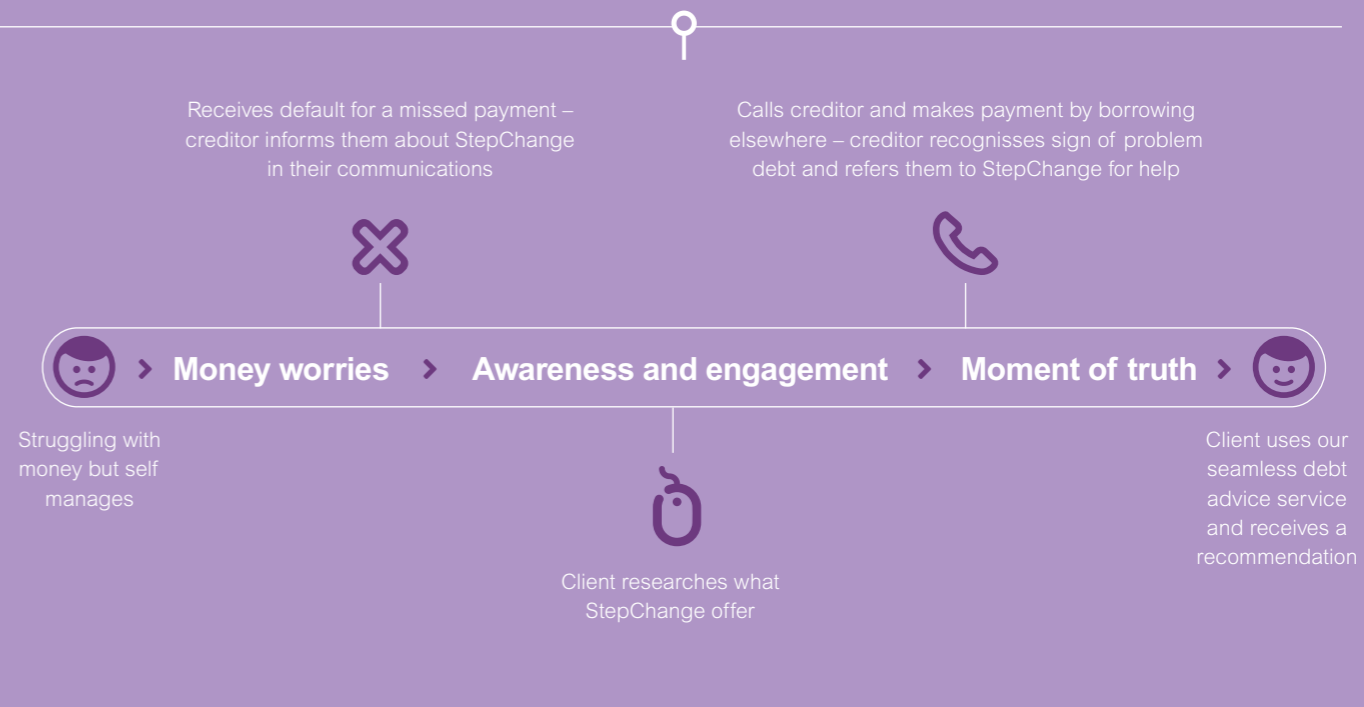 Receives default for a missed payment –
creditor informs them about StepChange
in their communications
Calls creditor and makes payment by borrowing
elsewhere – creditor recognisses sign of problem
debt and refers them to StepChange for help
Money worries
Awareness and engagement
Moment of truth
Struggling with
money but self
manages
Client researches what
StepChange offer
Client uses our
seamless debt
advice service
and receives a
recommendation